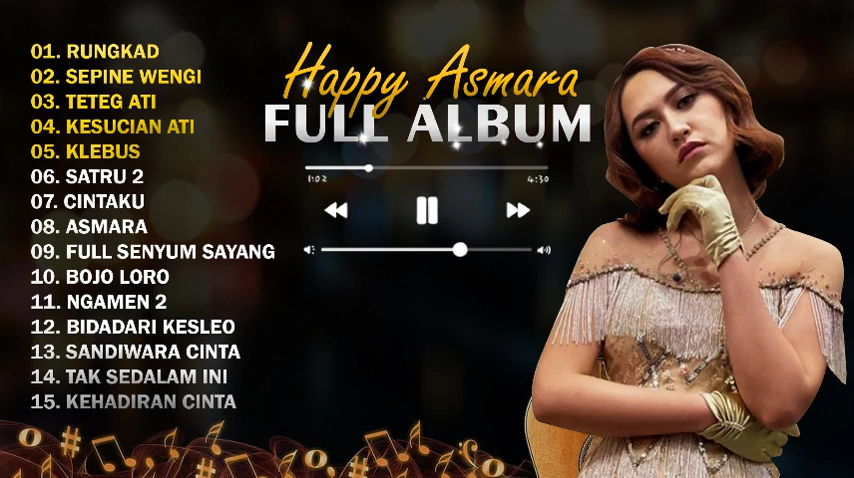 01. RUNGKAD
02. SEPINE WENGI
03. TETEG ATI
04. KESUCIAN ATI
05. KLEBUS
06. SATRU 2
07. CINTAKU
08. ASMARA
09. FULL SENYUM SAYANG
10. BOJO LORO
11. NGAMEN 2
12. BIDADARI KESLEO
13. SANDIWARA CINTA
14. TAK SEDALAM INI
15. KEHADIRAN CINTA
Happy Asmara
FULL ALBUM
1:02 4:30